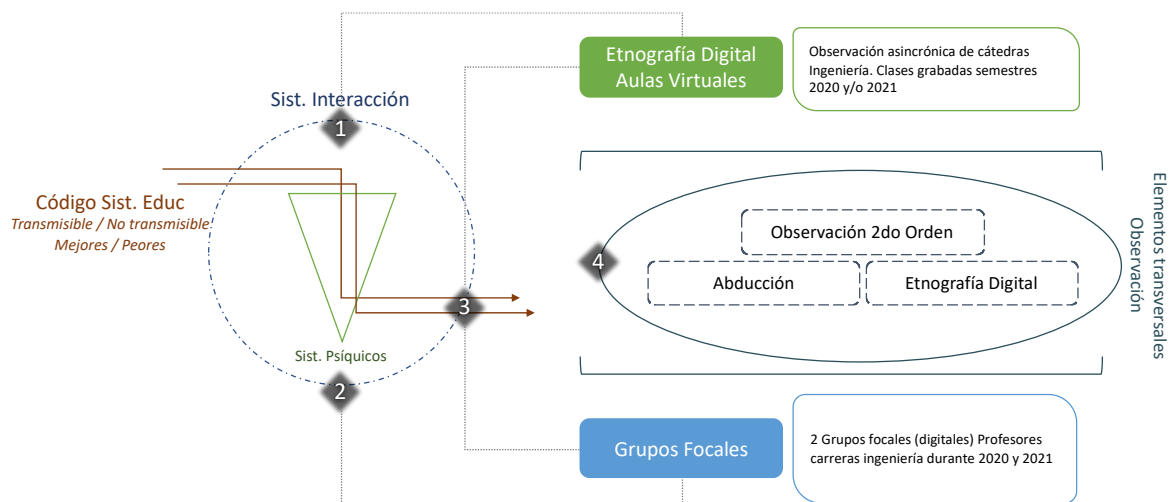 Etnografía Digital
Aulas Virtuales
Observación asincrónica de cátedras
Ingeniería. Clases grabadas semestres
2020 y/o 2021
Sist. Interacción
1
Código Sist. Educ
Transmisible / No transmisible
Mejores / Peores
Sist. Psíquicos
2
3
4
Observación 2do Orden
Abducción
Etnografía Digital
Elementos transversales
Observación
Grupos Focales
2 Grupos focales (digitales) Profesores
carreras ingeniería durante 2020 y 2021